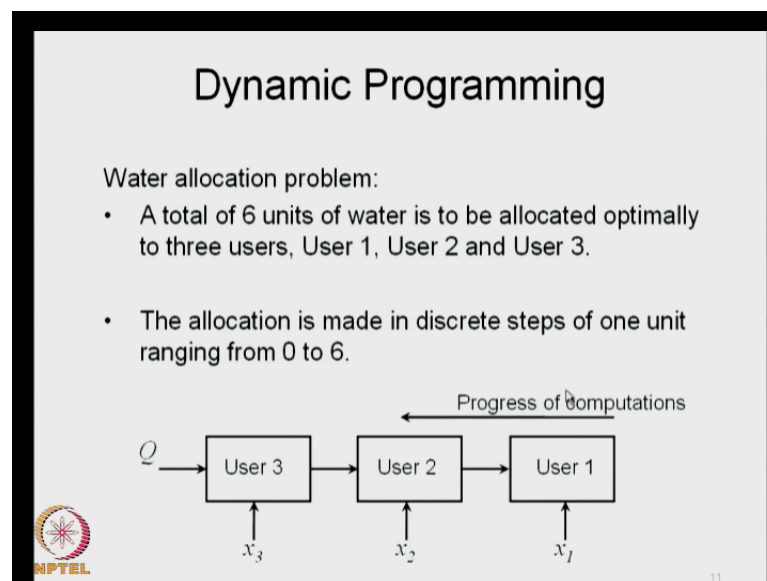 Dynamic Programming
Water allocation problem:
• A total of 6 units of water is to be allocated optimally
to three users, User 1, User 2 and User 3.
• The allocation is made in discrete steps of one unit
ranging from 0 to 6.
Progress of computations
Q
User 3
User 2
User 1
x3
x2
x1
NPTEL
11